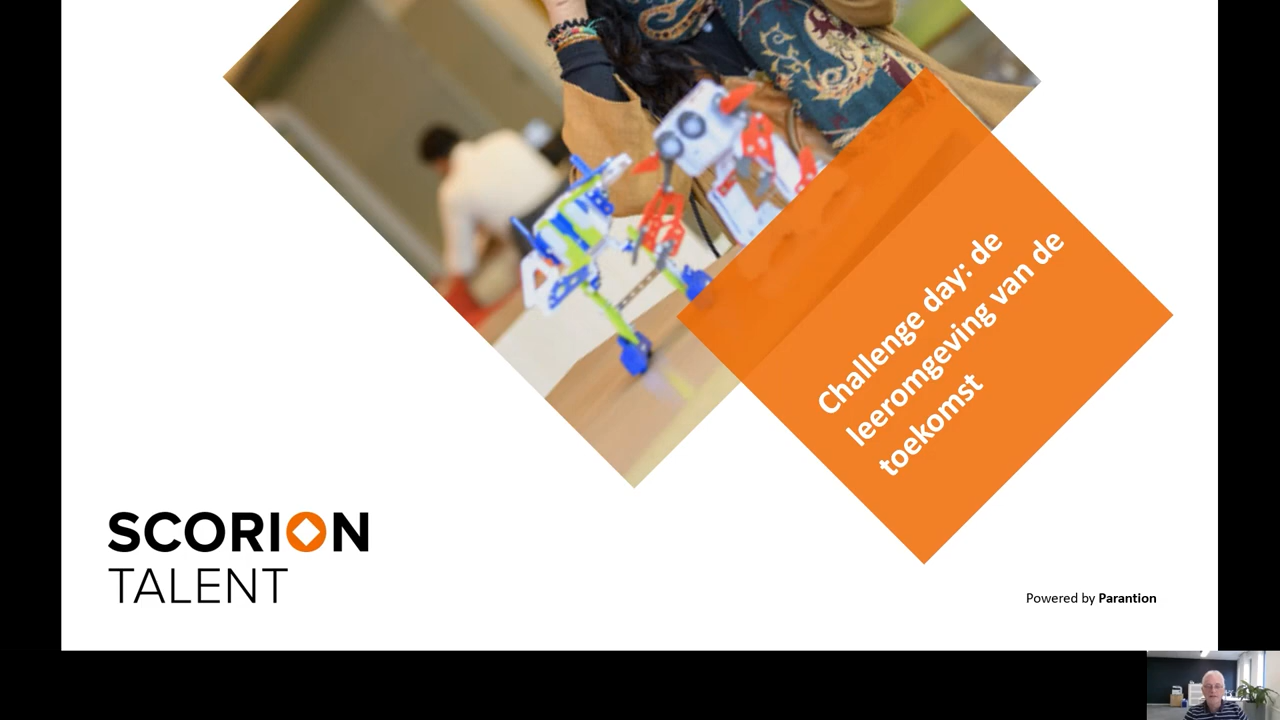 Challenge day: de
leeromgeving van de
toekomst
SCORION
TALENT
Powered by Parantion